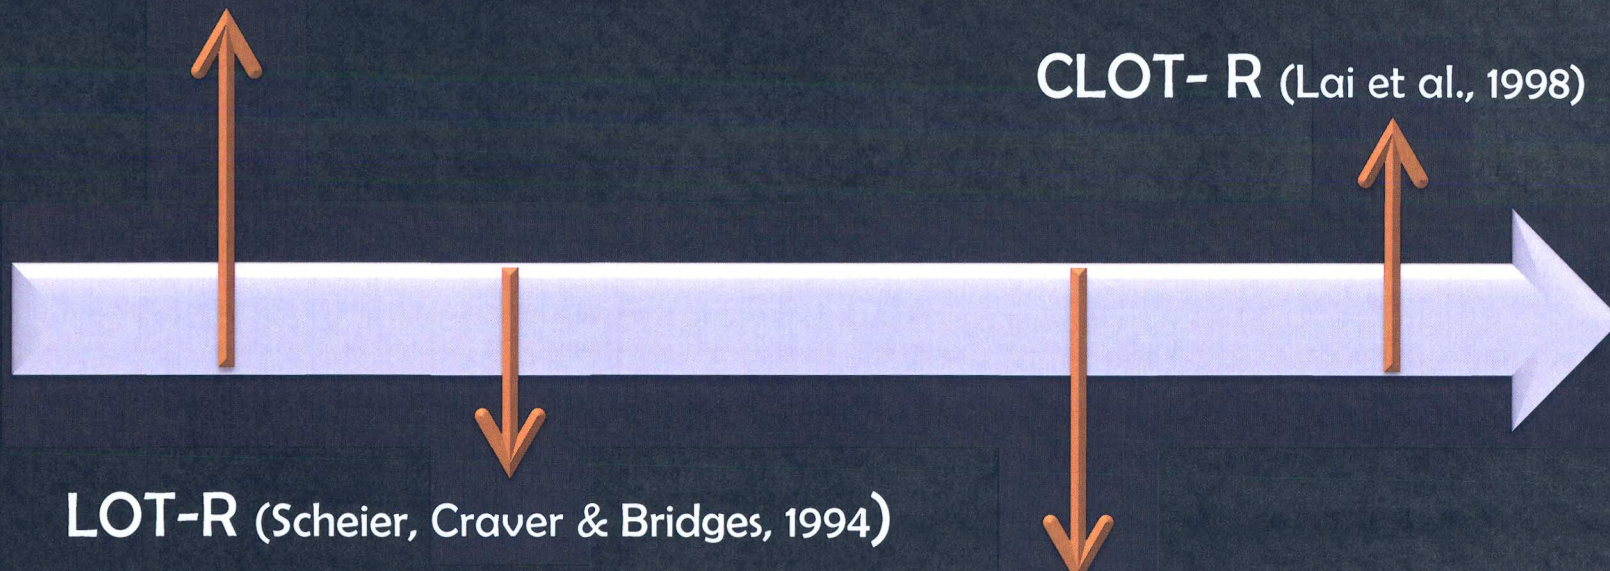 CLOT- R (Lai et al., 1998)
LOT-R (Scheier, Craver & Bridges, 1994)